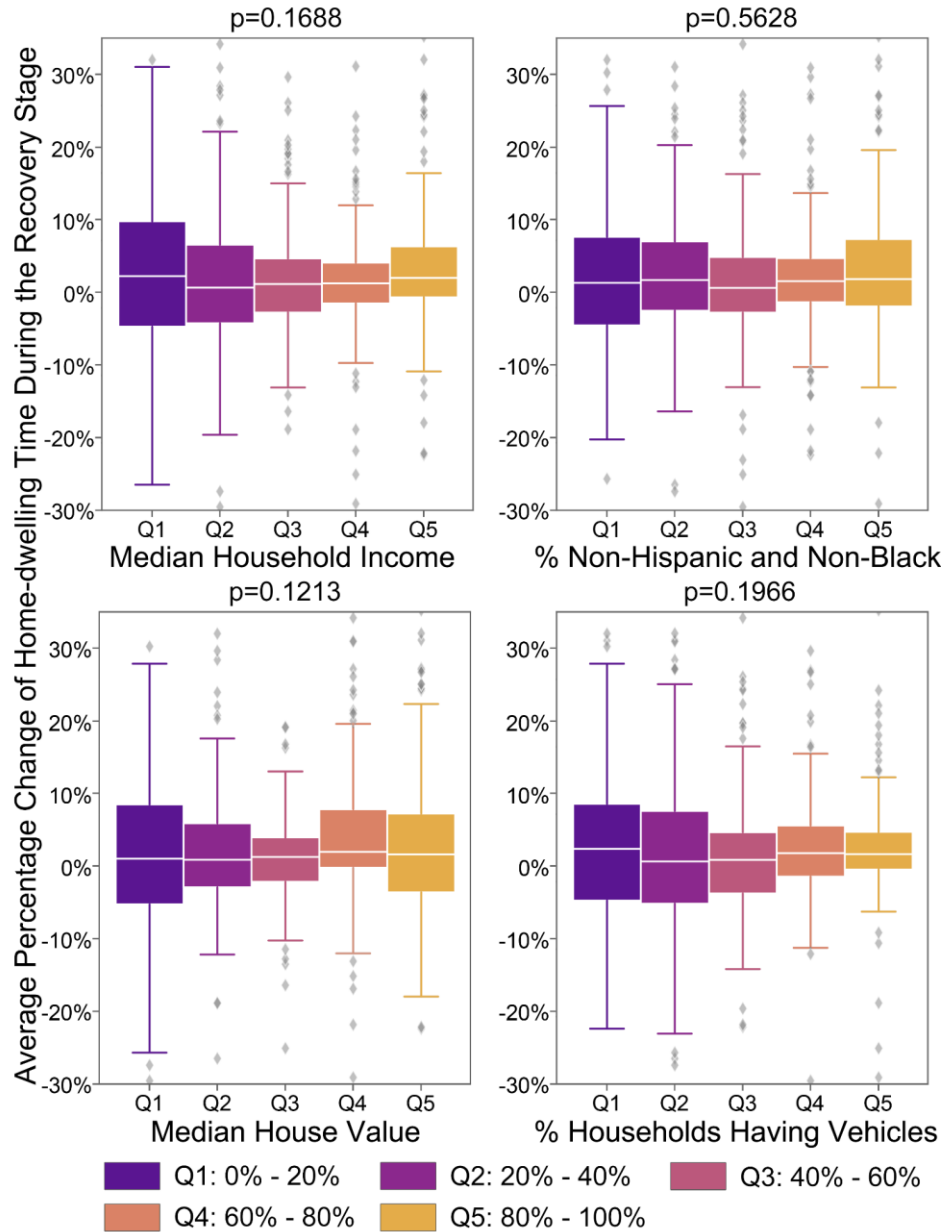 Average Percentage Change of Home-dwelling Time During the Recovery Stage
p=0.1688
30%
20%
10%
0%
-10%
-20%
-30%
Q1 Q2 Q3 Q4 Q5
Median Household Income
p=0.5628
30%
20%
10%
0%
-10%
-20%
-30%
Q1 Q2 Q3 Q4 Q5
% Non-Hispanic and Non-Black
p=0.1213
30%
20%
10%
0%
-10%
-20%
-30%
Q1 Q2 Q3 Q4 Q5
Median House Value
p=0.1966
30%
20%
10%
0%
-10%
-20%
-30%
Q1 Q2 Q3 Q4 Q5
% Households Having Vehicles
Q1: 0% - 20% Q2: 20% - 40% Q3: 40% - 60%
Q4: 60% - 80% Q5: 80% - 100%